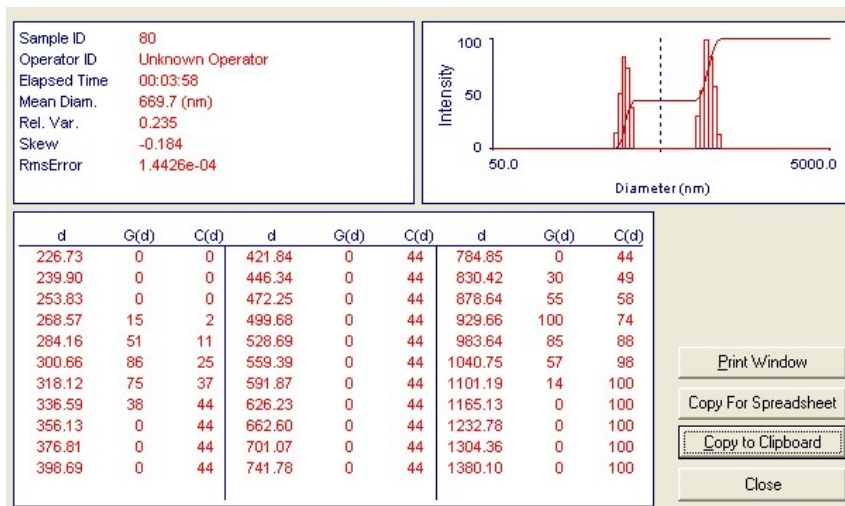 Sample ID 80
Operator ID Unknown Operator
Elapsed Time 00:03:58
Mean Diam. 669.7 (nm)
Rel. Var. 0.235
Skew -0.184
RmsError 1.4426e-04
100
50
0
Intensity
50.0 5000.0
Diameter (nm)
d G(d) C(d) d G(d) C(d) d G(d) C(d)
226.73 0 0 421.84 0 44 784.85 0 44
239.90 0 0 446.34 0 44 830.42 30 49
253.83 0 0 472.25 0 44 878.64 55 58
268.57 15 2 499.68 0 44 929.66 100 74
284.16 51 11 528.69 0 44 983.64 85 88
300.66 86 25 559.39 0 44 1040.75 57 98
318.12 75 37 591.87 0 44 1101.19 14 100
336.59 38 44 626.23 0 44 1165.13 0 100
356.13 0 44 662.60 0 44 1232.78 0 100
376.81 0 44 701.07 0 44 1304.36 0 100
398.69 0 44 741.78 0 44 1380.10 0 100
Print Window
Copy For Spreadsheet
Copy to Clipboard
Close